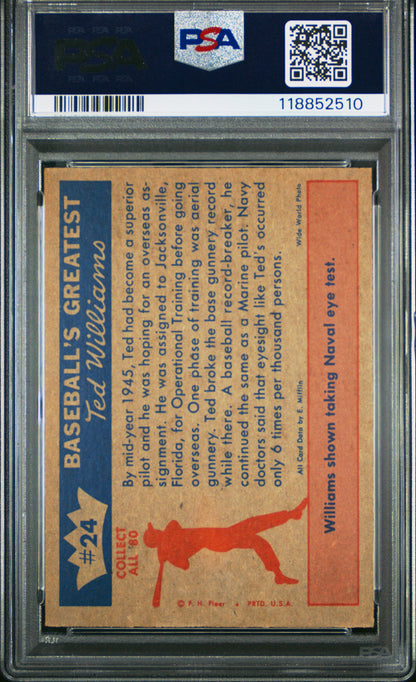 PSA
PSA
118852510
#24
BASEBALL'S GREATEST
Ted Williams
COLLECT
ALL '80
By mid-year 1945, Ted had become a superior
pilot and he was hoping for an overseas as-
signment. He was assigned to Jacksonville,
Florida, for Operational Training before going
overseas. One phase of training was aerial
gunnery. Ted broke the base gunnery record
while there. A baseball record-breaker, he
continued the same as a Marine pilot. Navy
doctors said that eyesight like Ted's occurred
only 6 times per thousand persons.
© F. H. Fleer • PRTD. U.S.A.
All Card Data by E. Mifflin
Wide World Photo
Williams shown taking Naval eye test.
PSA